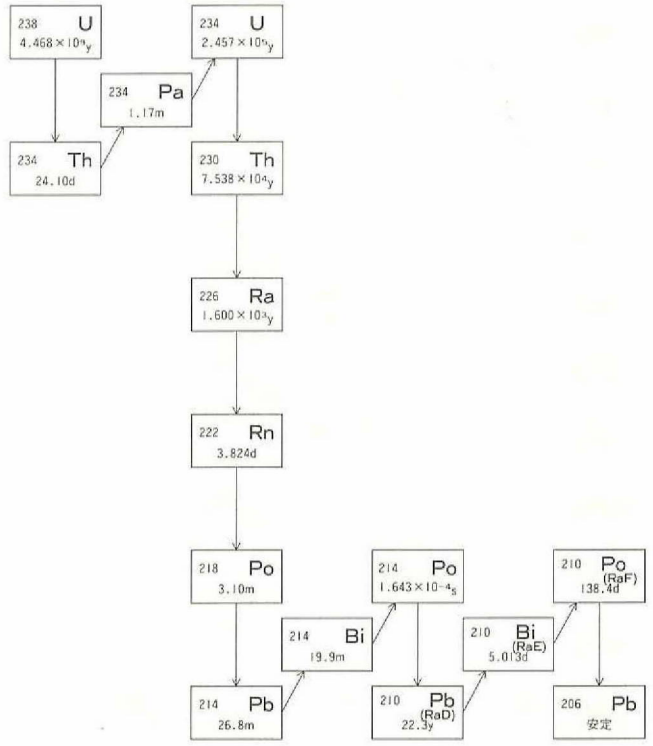 238 U
4.468×10⁹y
234 U
2.457×10⁵y
234 Pa
1.17m
234 Th
24.10d
230 Th
7.538×10⁴y
226 Ra
1.600×10³y
222 Rn
3.824d
218 Po
3.10m
214 Po
1.643×10⁻⁴s
210 Po
(RaF)
138.4d
214 Bi
19.9m
210 Bi
(RaE)
5.013d
214 Pb
26.8m
210 Pb
(RaD)
22.3y
206 Pb
安定